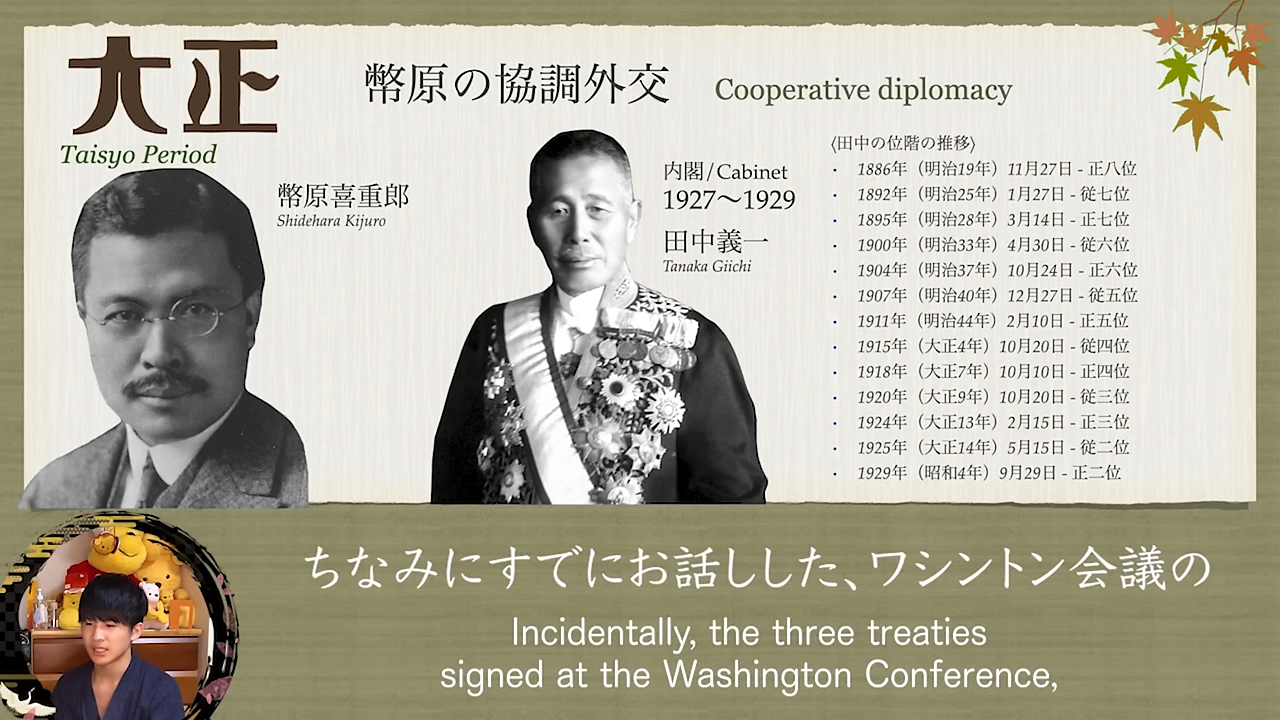 大正
Taisyo Period
幣原の協調外交
Cooperative diplomacy
幣原喜重郎
Shidehara Kijuro
内閣/Cabinet
1927〜1929
田中義一
Tanaka Giichi
〈田中の位階の推移〉
・ 1886年（明治19年）11月27日 - 正八位
・ 1892年（明治25年）1月27日 - 従七位
・ 1895年（明治28年）3月14日 - 正七位
・ 1900年（明治33年）4月30日 - 従六位
・ 1904年（明治37年）10月24日 - 正六位
・ 1907年（明治40年）12月27日 - 従五位
・ 1911年（明治44年）2月10日 - 正五位
・ 1915年（大正4年）10月20日 - 従四位
・ 1918年（大正7年）10月10日 - 正四位
・ 1920年（大正9年）10月20日 - 従三位
・ 1924年（大正13年）2月15日 - 正三位
・ 1925年（大正14年）5月15日 - 従二位
・ 1929年（昭和4年）9月29日 - 正二位
ちなみにすでにお話しした、ワシントン会議の
Incidentally, the three treaties
signed at the Washington Conference,